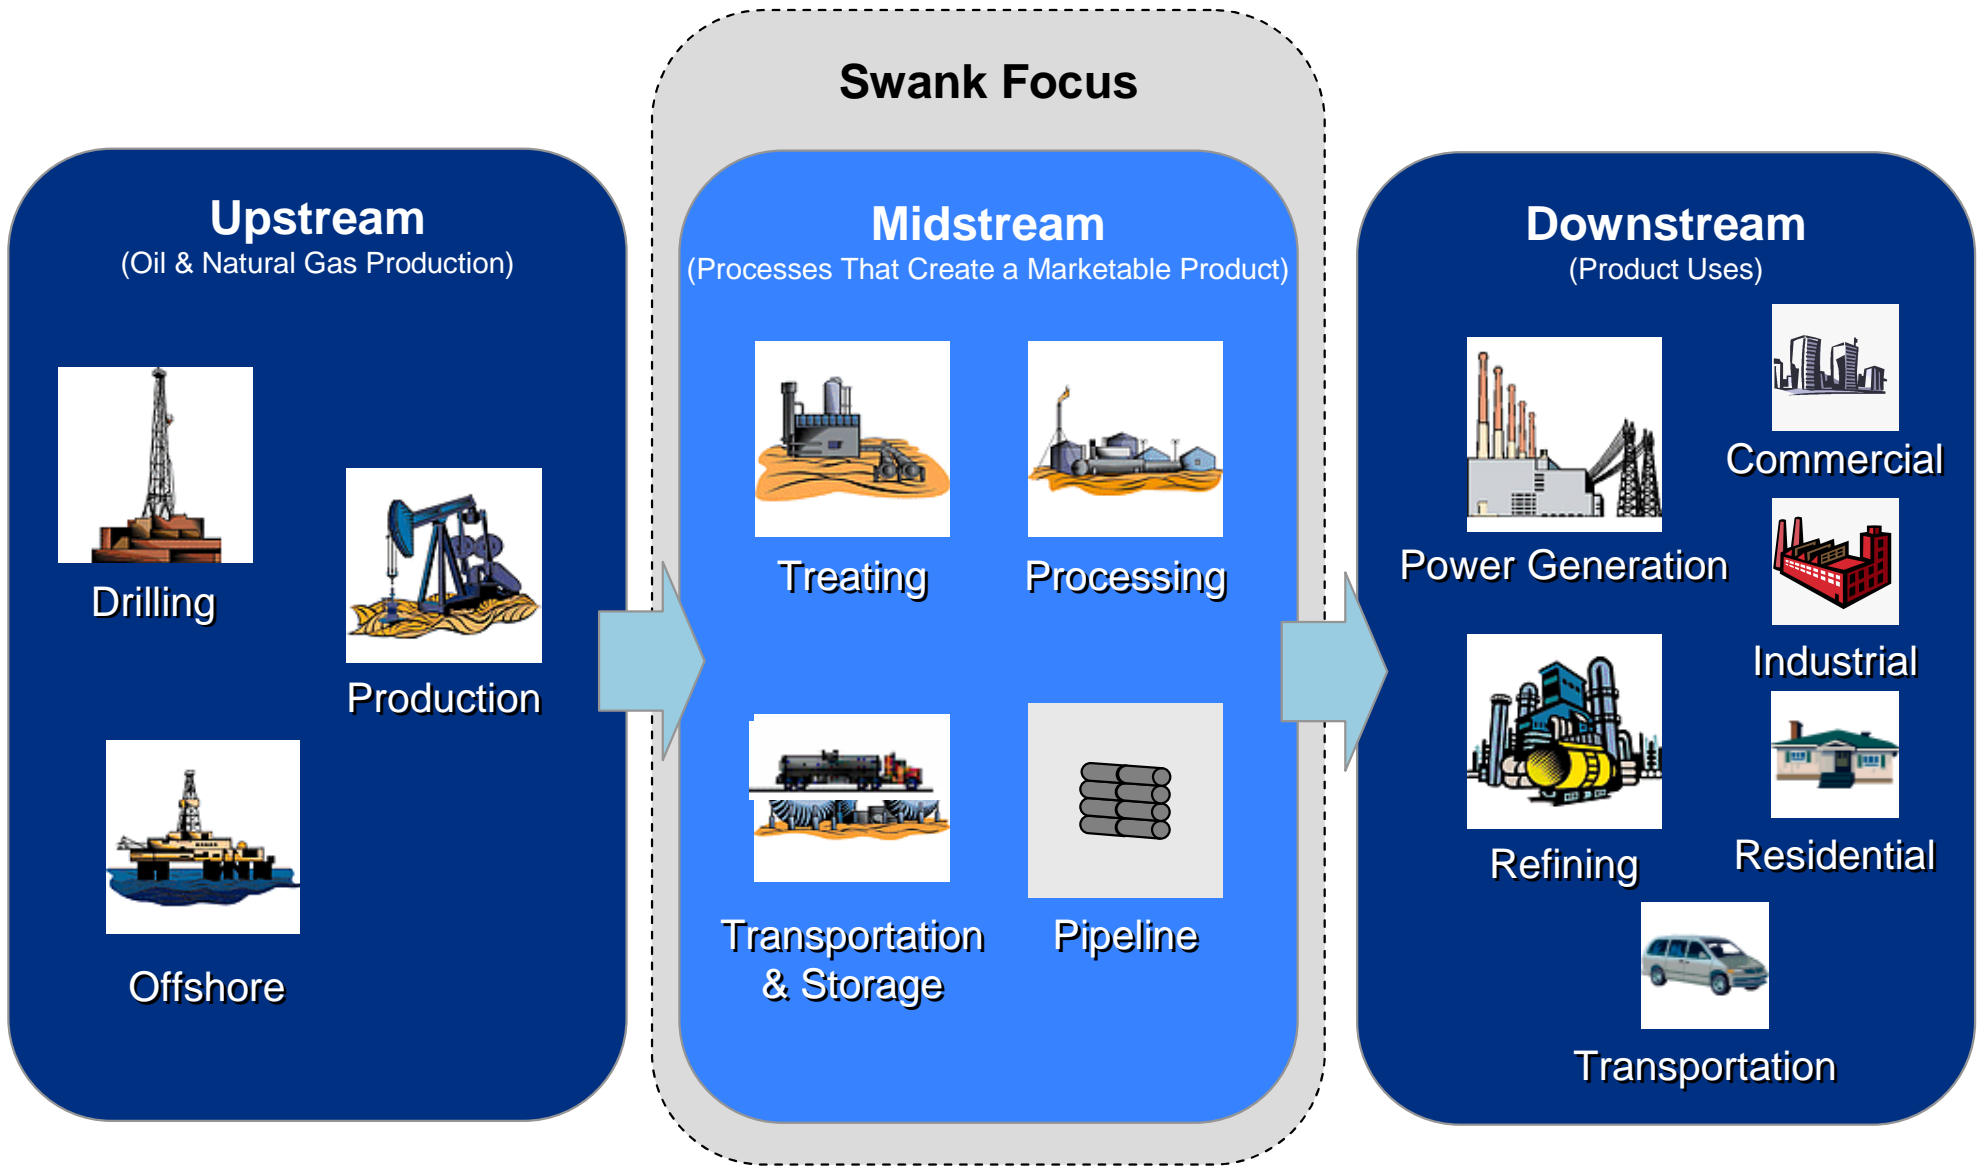 Swank Focus
Upstream
(Oil & Natural Gas Production)
Drilling
Production
Offshore
Midstream
(Processes That Create a Marketable Product)
Treating
Processing
Transportation
& Storage
Pipeline
Downstream
(Product Uses)
Commercial
Power Generation
Industrial
Refining
Residential
Transportation